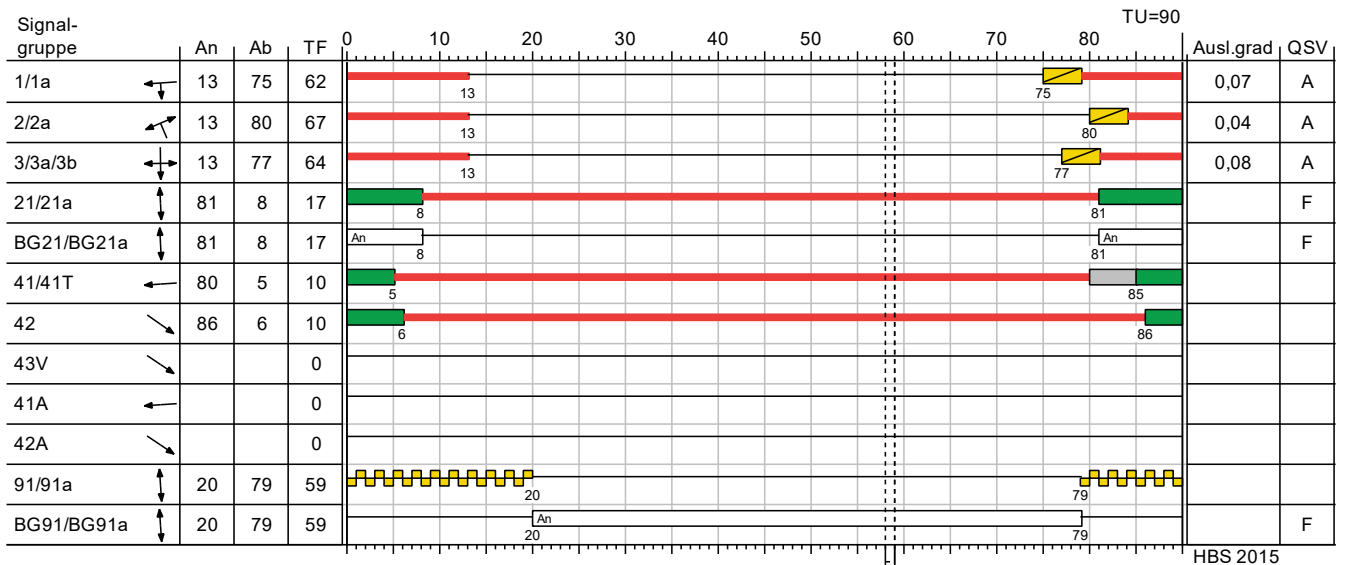 TU=90
Signal-
gruppe An Ab TF 0 10 20 30 40 50 60 70 80 Ausl.grad QSV
1/1a 13 75 62 13 75 0,07 A
2/2a 13 80 67 13 80 0,04 A
3/3a/3b 13 77 64 13 77 0,08 A
21/21a 81 8 17 8 81 F
BG21/BG21a 81 8 17 An 8 An 81 F
41/41T 80 5 10 5 85
42 86 6 10 6 86
43V 0
41A 0
42A 0
91/91a 20 79 59 20 79
BG91/BG91a 20 79 59 An 20 79 F
HBS 2015